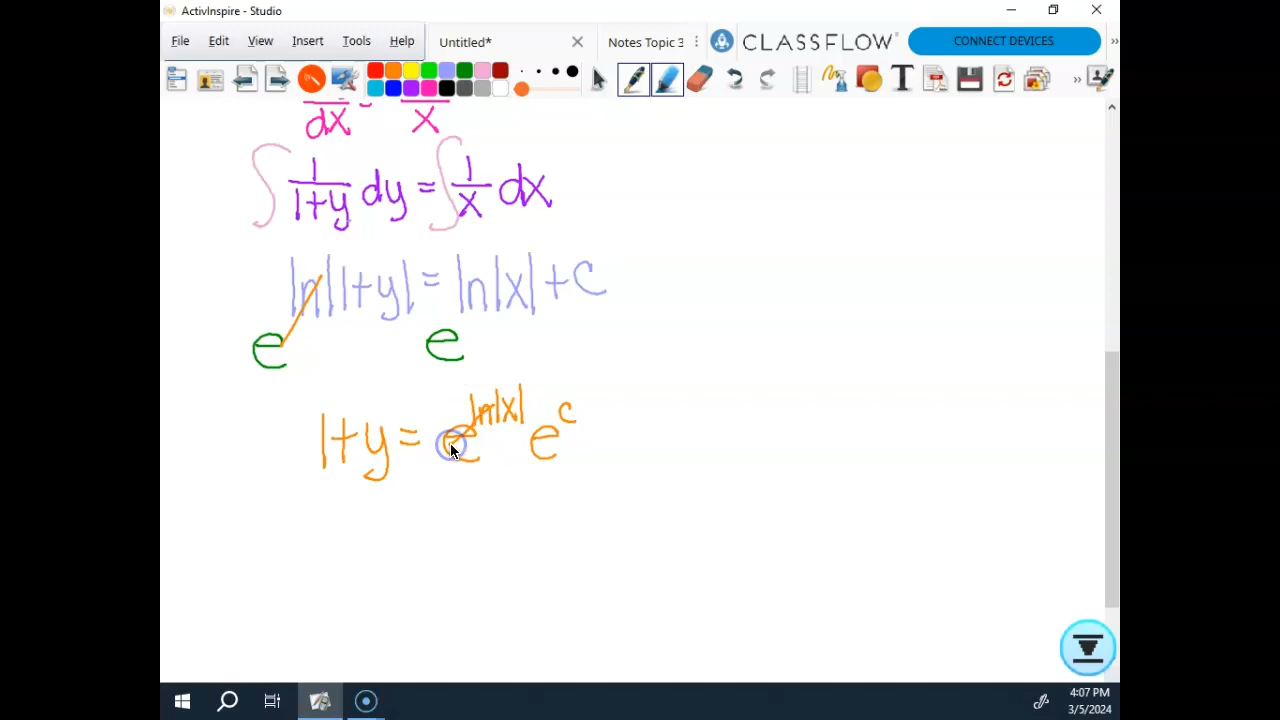 ActivInspire - Studio
File Edit View Insert Tools Help Untitled* Notes Topic 3 CLASSFLOW CONNECT DEVICES
dx = x
∫ 1/(1+y) dy = ∫ 1/x dx
ln|1+y| = ln|x| + C
e e
1+y = e^ln|x| e^c
4:07 PM
3/5/2024